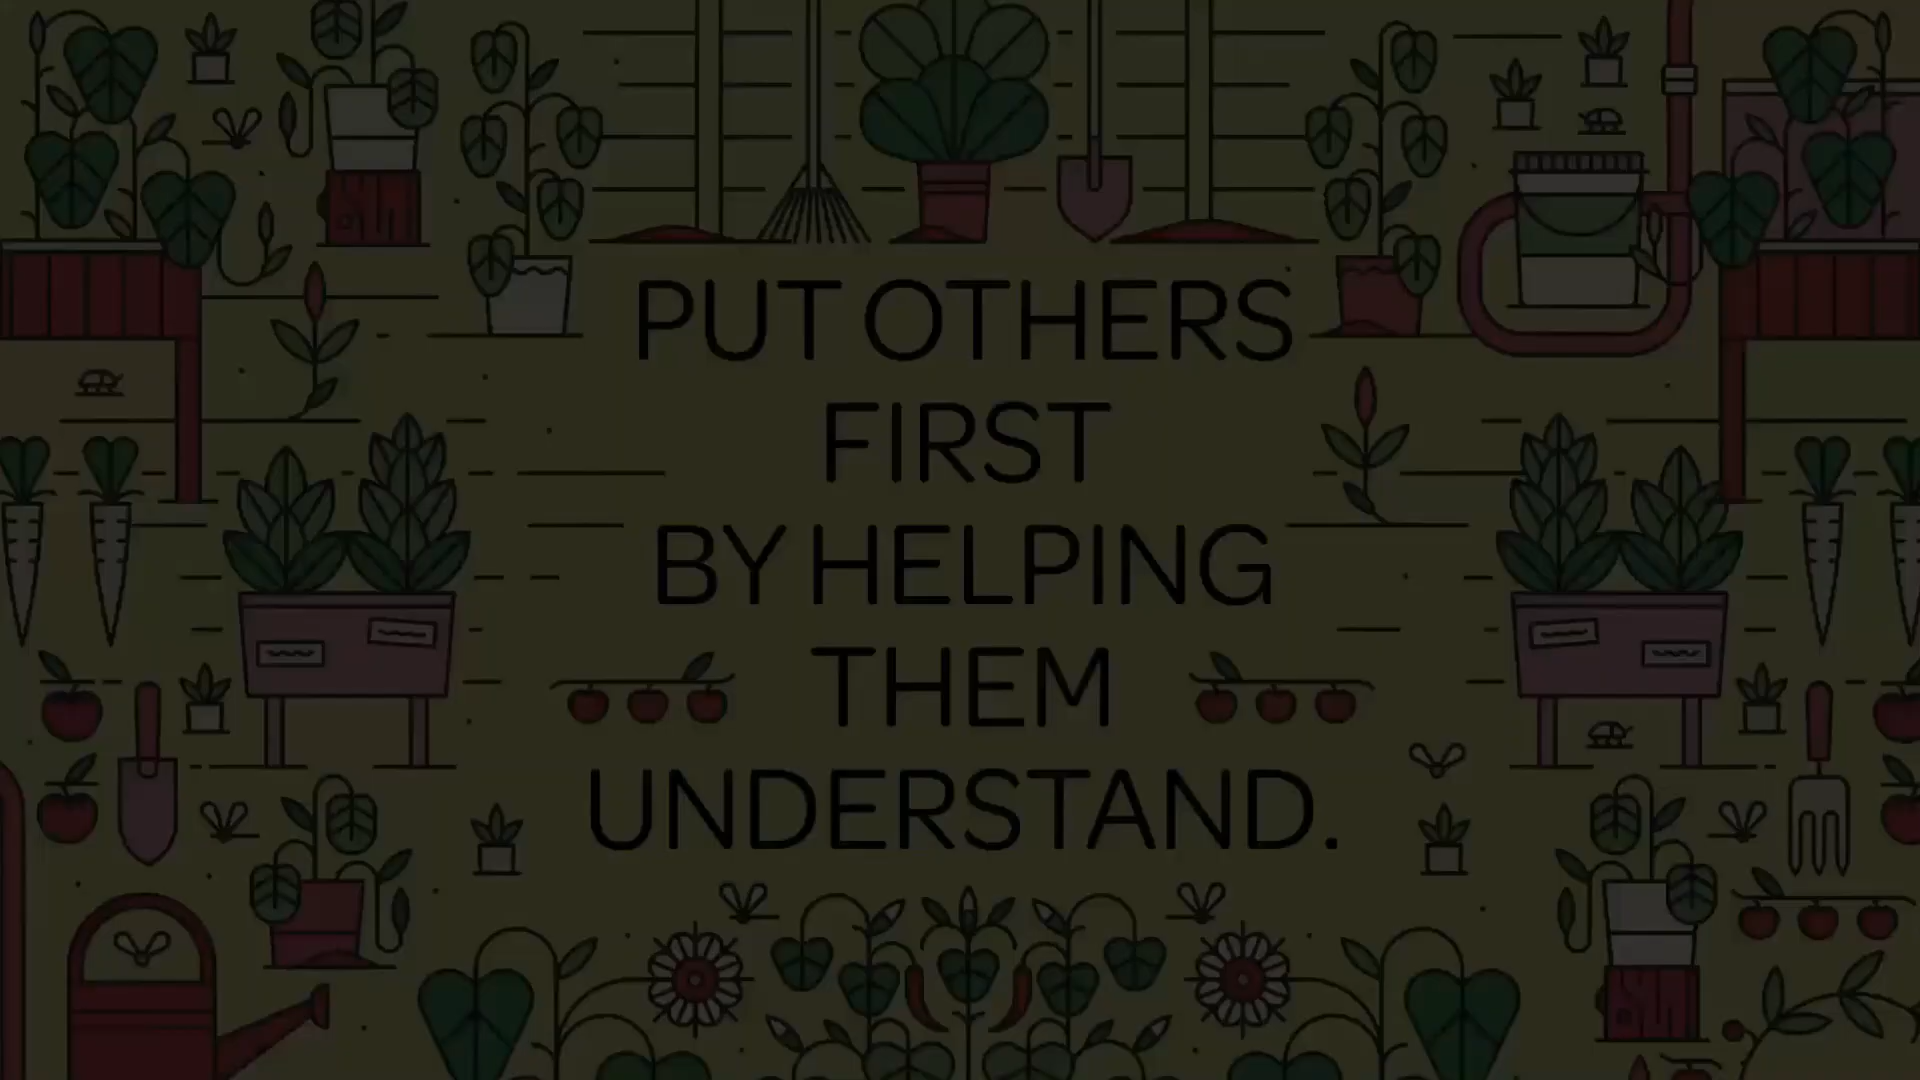 PUT OTHERS
FIRST
BY HELPING
THEM
UNDERSTAND.